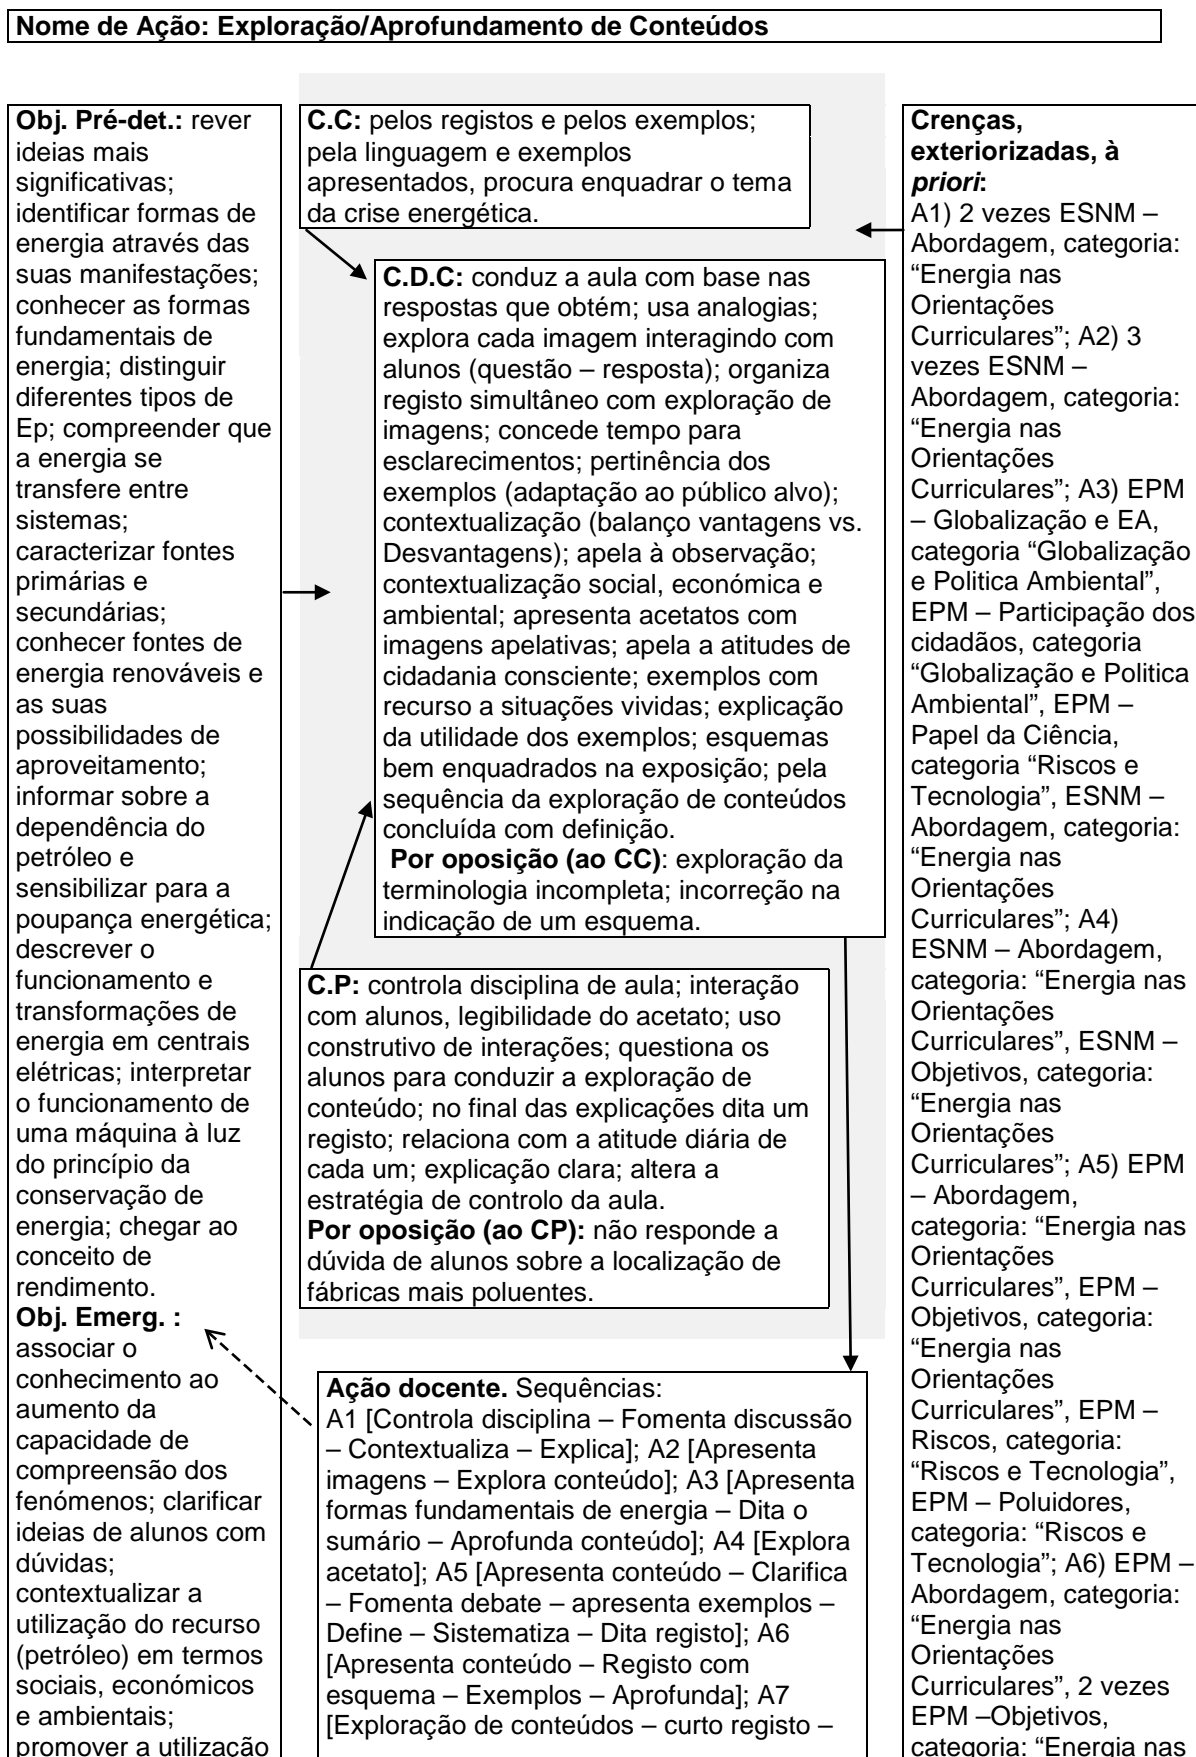 Nome de Ação: Exploração/Aprofundamento de Conteúdos
Obj. Pré-det.: rever
ideias mais
significativas;
identificar formas de
energia através das
suas manifestações;
conhecer as formas
fundamentais de
energia; distinguir
diferentes tipos de
Ep; compreender que
a energia se
transfere entre
sistemas;
caracterizar fontes
primárias e
secundárias;
conhecer fontes de
energia renováveis e
as suas
possibilidades de
aproveitamento;
informar sobre a
dependência do
petróleo e
sensibilizar para a
poupança energética;
descrever o
funcionamento e
transformações de
energia em centrais
elétricas; interpretar
o funcionamento de
uma máquina à luz
do princípio da
conservação de
energia; chegar ao
conceito de
rendimento.
Obj. Emerg. :
associar o
conhecimento ao
aumento da
capacidade de
compreensão dos
fenómenos; clarificar
ideias de alunos com
dúvidas;
contextualizar a
utilização do recurso
(petróleo) em termos
sociais, económicos
e ambientais;
promover a utilização
C.C: pelos registos e pelos exemplos;
pela linguagem e exemplos
apresentados, procura enquadrar o tema
da crise energética.
C.D.C: conduz a aula com base nas
respostas que obtém; usa analogias;
explora cada imagem interagindo com
alunos (questão – resposta); organiza
registo simultâneo com exploração de
imagens; concede tempo para
esclarecimentos; pertinência dos
exemplos (adaptação ao público alvo);
contextualização (balanço vantagens vs.
Desvantagens); apela à observação;
contextualização social, económica e
ambiental; apresenta acetatos com
imagens apelativas; apela a atitudes de
cidadania consciente; exemplos com
recurso a situações vividas; explicação
da utilidade dos exemplos; esquemas
bem enquadrados na exposição; pela
sequência da exploração de conteúdos
concluída com definição.
Por oposição (ao CC): exploração da
terminologia incompleta; incorreção na
indicação de um esquema.
C.P: controla disciplina de aula; interação
com alunos, legibilidade do acetato; uso
construtivo de interações; questiona os
alunos para conduzir a exploração de
conteúdo; no final das explicações dita um
registo; relaciona com a atitude diária de
cada um; explicação clara; altera a
estratégia de controlo da aula.
Por oposição (ao CP): não responde a
dúvida de alunos sobre a localização de
fábricas mais poluentes.
Ação docente. Sequências:
A1 [Controla disciplina – Fomenta discussão
– Contextualiza – Explica]; A2 [Apresenta
imagens – Explora conteúdo]; A3 [Apresenta
formas fundamentais de energia – Dita o
sumário – Aprofunda conteúdo]; A4 [Explora
acetato]; A5 [Apresenta conteúdo – Clarifica
– Fomenta debate – apresenta exemplos –
Define – Sistematiza – Dita registo]; A6
[Apresenta conteúdo – Registo com
esquema – Exemplos – Aprofunda]; A7
[Exploração de conteúdos – curto registo –
Crenças,
exteriorizadas, à
priori:
A1) 2 vezes ESNM –
Abordagem, categoria:
“Energia nas
Orientações
Curriculares”; A2) 3
vezes ESNM –
Abordagem, categoria:
“Energia nas
Orientações
Curriculares”; A3) EPM
– Globalização e EA,
categoria “Globalização
e Politica Ambiental”,
EPM – Participação dos
cidadãos, categoria
“Globalização e Politica
Ambiental”, EPM –
Papel da Ciência,
categoria “Riscos e
Tecnologia”, ESNM –
Abordagem, categoria:
“Energia nas
Orientações
Curriculares”; A4)
ESNM – Abordagem,
categoria: “Energia nas
Orientações
Curriculares”, ESNM –
Objetivos, categoria:
“Energia nas
Orientações
Curriculares”; A5) EPM
– Abordagem,
categoria: “Energia nas
Orientações
Curriculares”, EPM –
Objetivos, categoria:
“Energia nas
Orientações
Curriculares”, EPM –
Riscos, categoria:
“Riscos e Tecnologia”,
EPM – Poluidores,
categoria: “Riscos e
Tecnologia”; A6) EPM –
Abordagem, categoria:
“Energia nas
Orientações
Curriculares”, 2 vezes
EPM –Objetivos,
categoria: “Energia nas